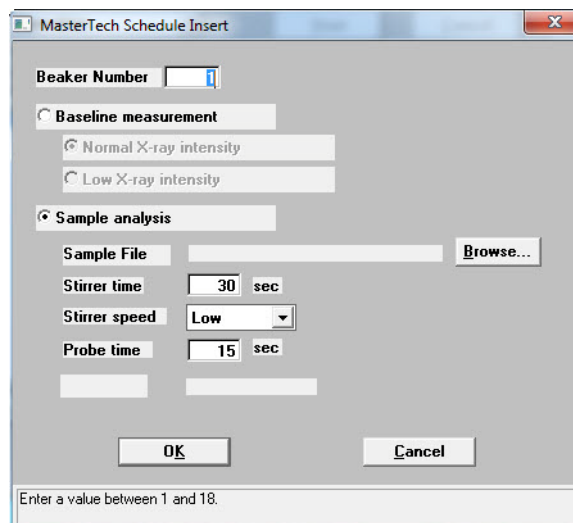 MasterTech Schedule Insert
Beaker Number 1
Baseline measurement
Normal X-ray intensity
Low X-ray intensity
Sample analysis
Sample File Browse...
Stirrer time 30 sec
Stirrer speed Low
Probe time 15 sec
OK Cancel
Enter a value between 1 and 18.